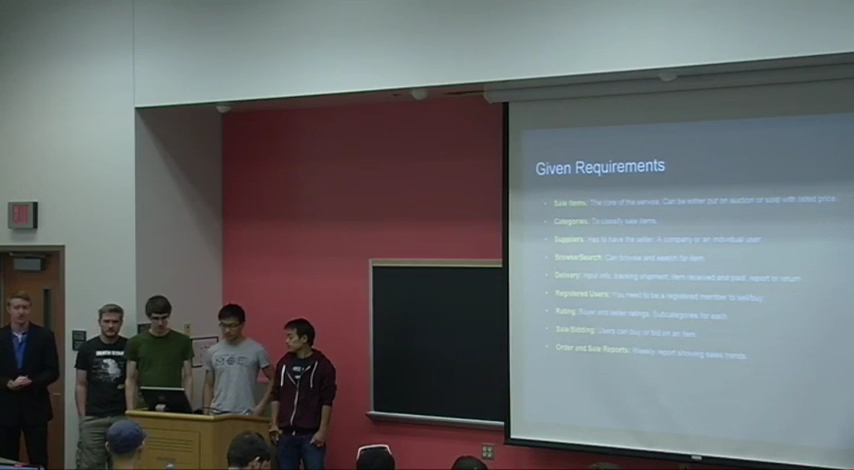 EXIT
Given Requirements
Sale Items: The core of the service. Can be either put on auction or sold with listed price.
Categories: To classify sale items.
Suppliers: Has to have the seller. A company or an individual user.
Browse/Search: Can browse and search for item.
Delivery: Input info, tracking shipment, item received and paid, report or return
Registered Users: You need to be a registered member to sell/buy.
Rating: Buyer and seller ratings. Subcategories for each.
Sale/Bidding: Users can buy or bid on an item.
Order and Sale Reports: Weekly report showing sales trends.